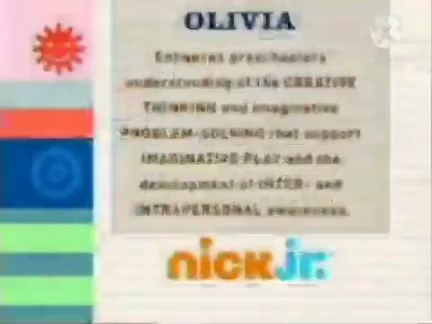 OLIVIA
Enhances preschoolers'
understanding of the CREATIVE
THINKING and imaginative
PROBLEM-SOLVING that support
IMAGINATIVE PLAY and the
development of INTER- and
INTRAPERSONAL awareness.
nick jr.